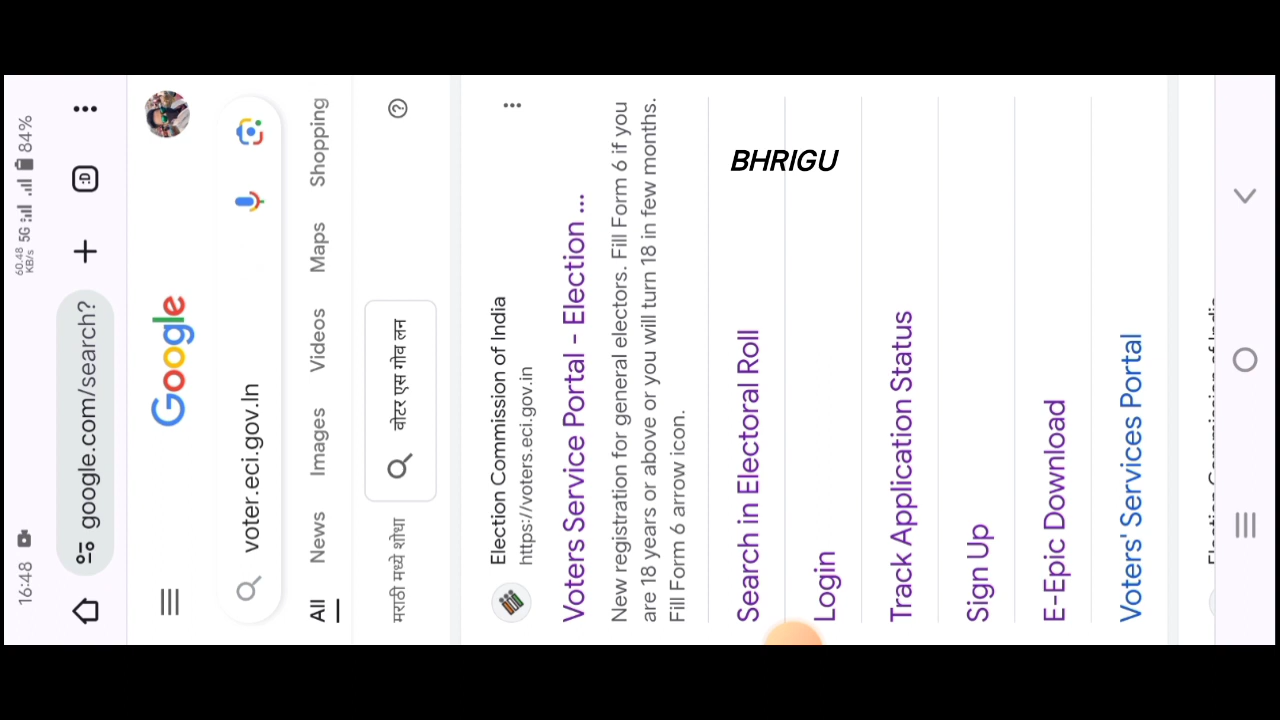 16:48 60.48 KB/s 5G 84%
google.com/search? :D
Google
voter.eci.gov.In
All News Images Videos Maps Shopping
मराठी मध्ये शोधा वोटर एस गोव लन
Election Commission of India
https://voters.eci.gov.in
Voters Service Portal - Election ...
New registration for general electors. Fill Form 6 if you
are 18 years or above or you will turn 18 in few months.
Fill Form 6 arrow icon.
Search in Electoral Roll
BHRIGU
Login
Track Application Status
Sign Up
E-Epic Download
Voters' Services Portal